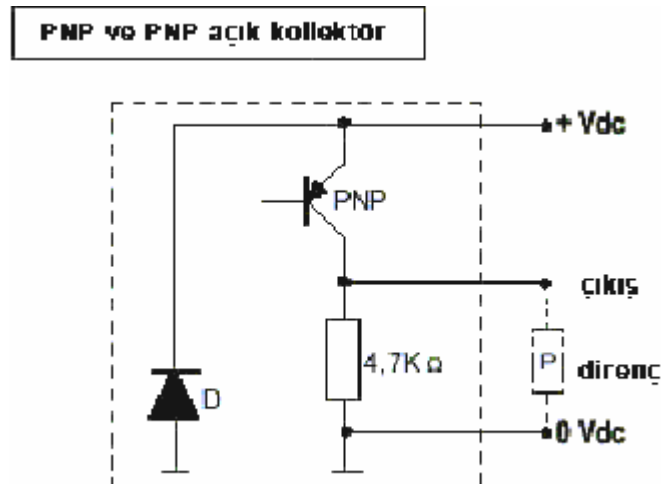 PNP ve PNP açık kollektör
+ Vdc
PNP
çıkış
4,7K Ω
P
direnç
D
0 Vdc